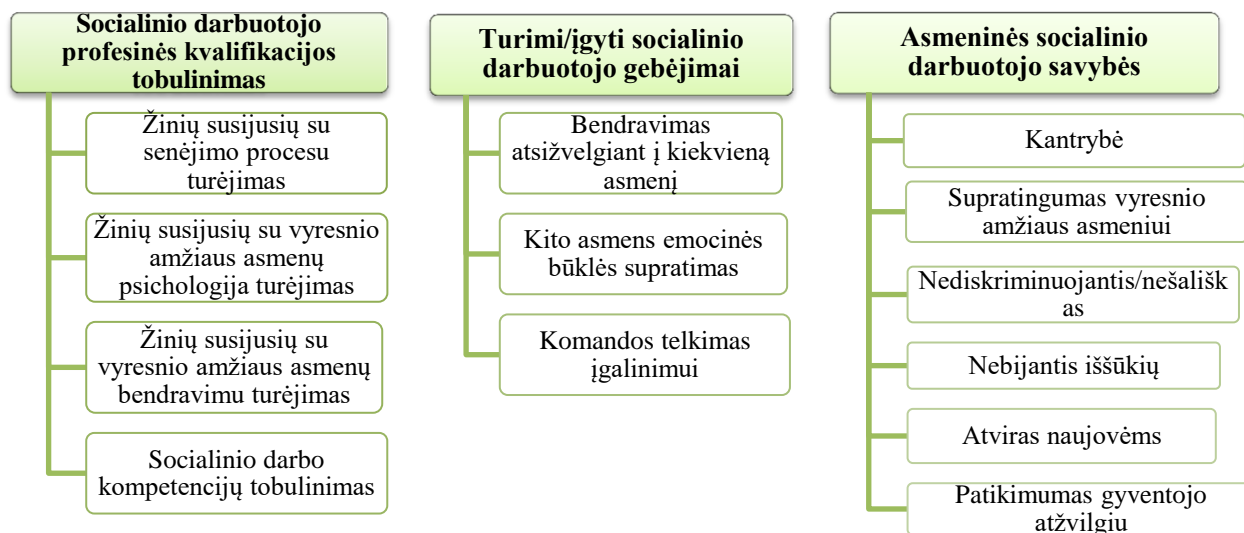 Socialinio darbuotojo
profesinės kvalifikacijos
tobulinimas
Žinių susijusių su
senėjimo procesu
turėjimas
Žinių susijusių su vyresnio
amžiaus asmenų
psichologija turėjimas
Žinių susijusių su
vyresnio amžiaus asmenų
bendravimu turėjimas
Socialinio darbo
kompetencijų tobulinimas
Turimi/įgyti socialinio
darbuotojo gebėjimai
Bendravimas
atsižvelgiant į kiekvieną
asmenį
Kito asmens emocinės
būklės supratimas
Komandos telkimas
įgalinimui
Asmeninės socialinio
darbuotojo savybės
Kantrybė
Supratingumas vyresnio
amžiaus asmeniui
Nediskriminuojantis/nešališk
as
Nebijantis iššūkių
Atviras naujovėms
Patikimumas gyventojo
atžvilgiu